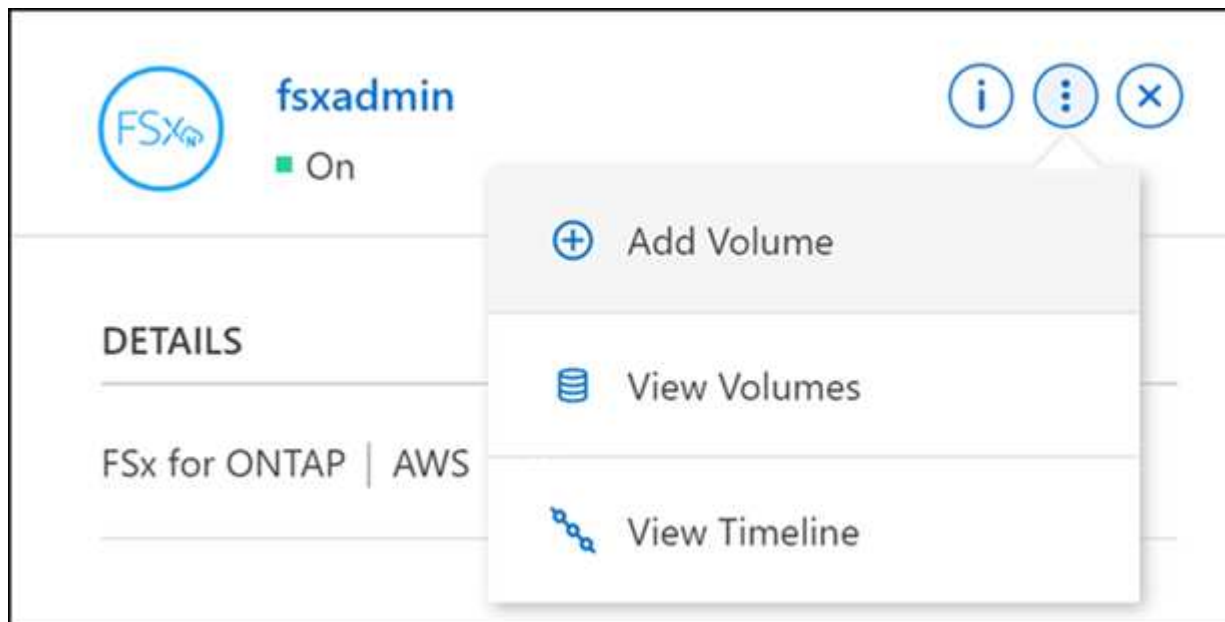 FSx
N
fsxadmin
i
On
Add Volume
DETAILS
View Volumes
FSx for ONTAP | AWS
View Timeline